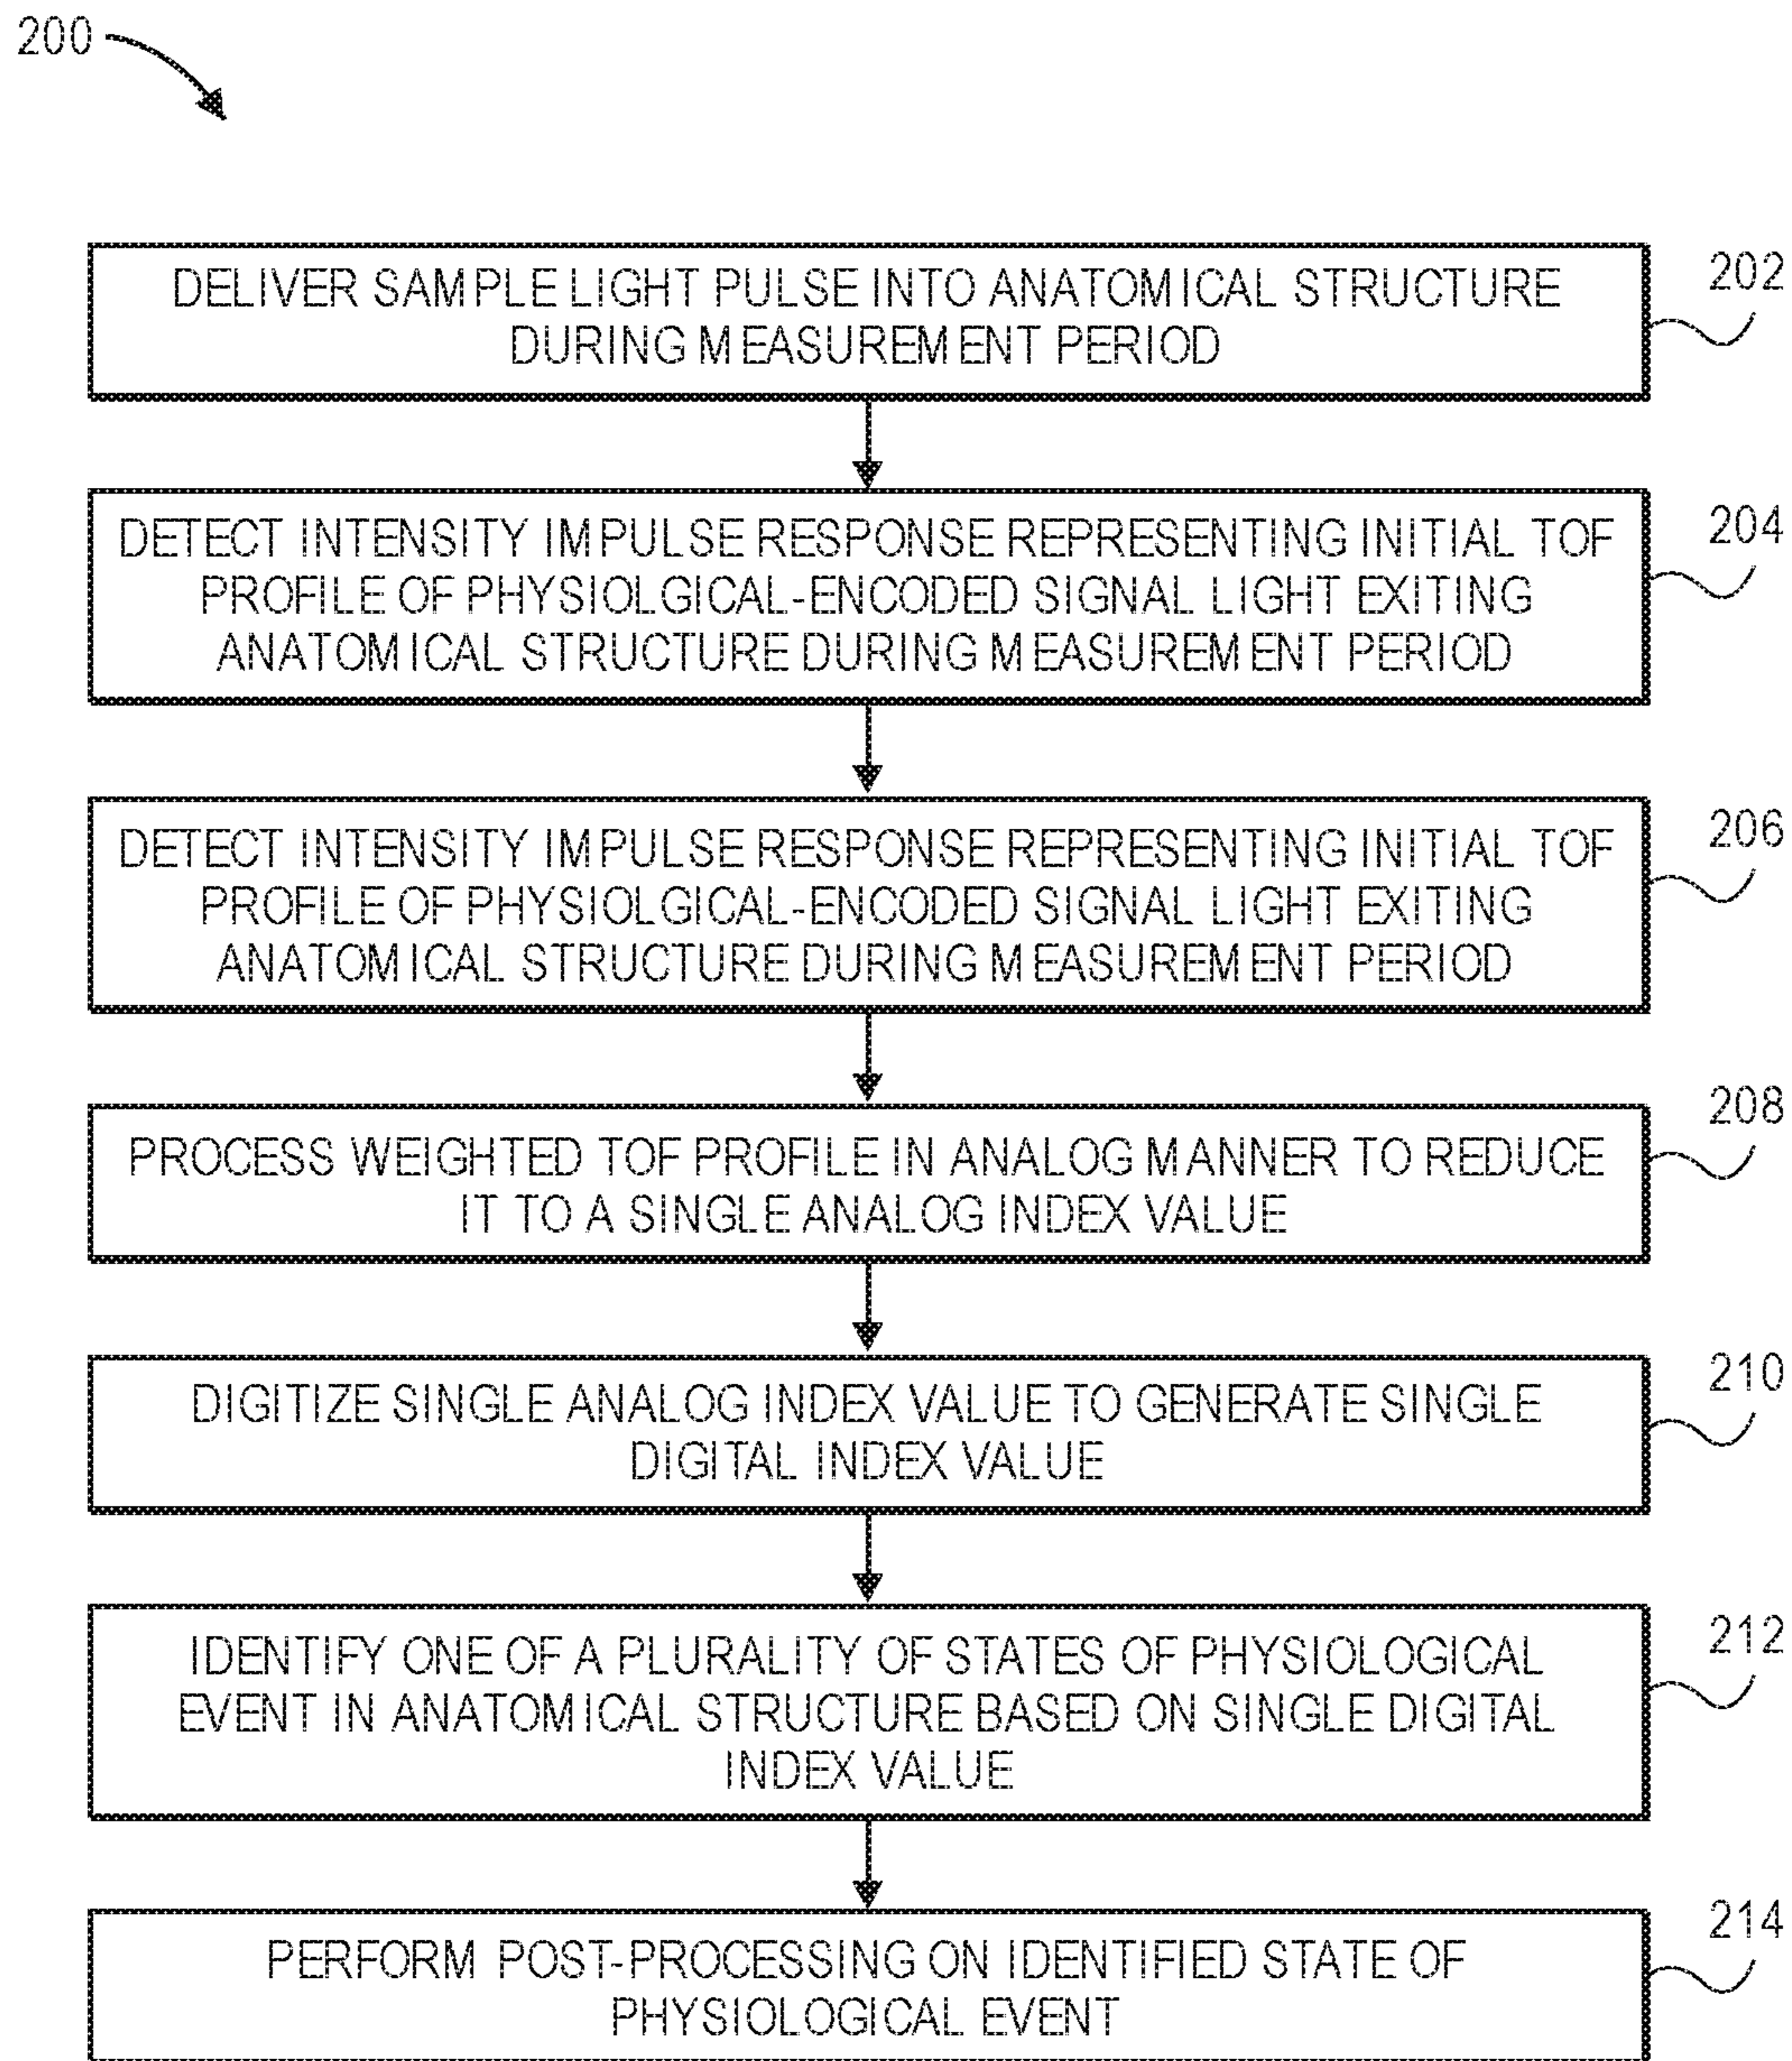 200
DELIVER SAMPLE LIGHT PULSE INTO ANATOMICAL STRUCTURE
DURING MEASUREMENT PERIOD
202
DETECT INTENSITY IMPULSE RESPONSE REPRESENTING INITIAL TOF
PROFILE OF PHYSIOLGICAL-ENCODED SIGNAL LIGHT EXITING
ANATOMICAL STRUCTURE DURING MEASUREMENT PERIOD
204
DETECT INTENSITY IMPULSE RESPONSE REPRESENTING INITIAL TOF
PROFILE OF PHYSIOLGICAL-ENCODED SIGNAL LIGHT EXITING
ANATOMICAL STRUCTURE DURING MEASUREMENT PERIOD
206
PROCESS WEIGHTED TOF PROFILE IN ANALOG MANNER TO REDUCE
IT TO A SINGLE ANALOG INDEX VALUE
208
DIGITIZE SINGLE ANALOG INDEX VALUE TO GENERATE SINGLE
DIGITAL INDEX VALUE
210
IDENTIFY ONE OF A PLURALITY OF STATES OF PHYSIOLOGICAL
EVENT IN ANATOMICAL STRUCTURE BASED ON SINGLE DIGITAL
INDEX VALUE
212
PERFORM POST-PROCESSING ON IDENTIFIED STATE OF
PHYSIOLOGICAL EVENT
214